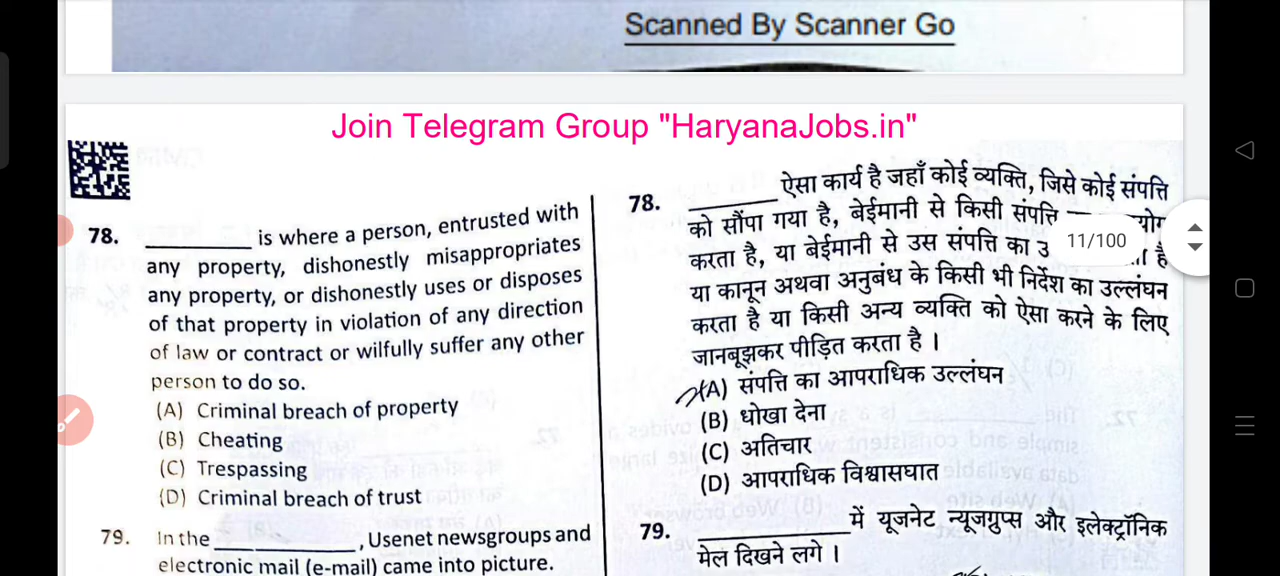 Scanned By Scanner Go
Join Telegram Group "HaryanaJobs.in"
78. ________ is where a person, entrusted with
any property, dishonestly misappropriates
any property, or dishonestly uses or disposes
of that property in violation of any direction
of law or contract or wilfully suffer any other
person to do so.
(A) Criminal breach of property
(B) Cheating
(C) Trespassing
(D) Criminal breach of trust
79. In the ________, Usenet newsgroups and
electronic mail (e-mail) came into picture.
78. ________ ऐसा कार्य है जहाँ कोई व्यक्ति, जिसे कोई संपत्ति
को सौंपा गया है, बेईमानी से किसी संपत्ति
करता है, या बेईमानी से उस संपत्ति का है
या कानून अथवा अनुबंध के किसी भी निर्देश का उल्लंघन
करता है या किसी अन्य व्यक्ति को ऐसा करने के लिए
जानबूझकर पीड़ित करता है ।
(A) संपत्ति का आपराधिक उल्लंघन
(B) धोखा देना
(C) अतिचार
(D) आपराधिक विश्वासघात
79. ________ में यूजनेट न्यूजग्रुप्स और इलेक्ट्रॉनिक
मेल दिखने लगे ।
11/100